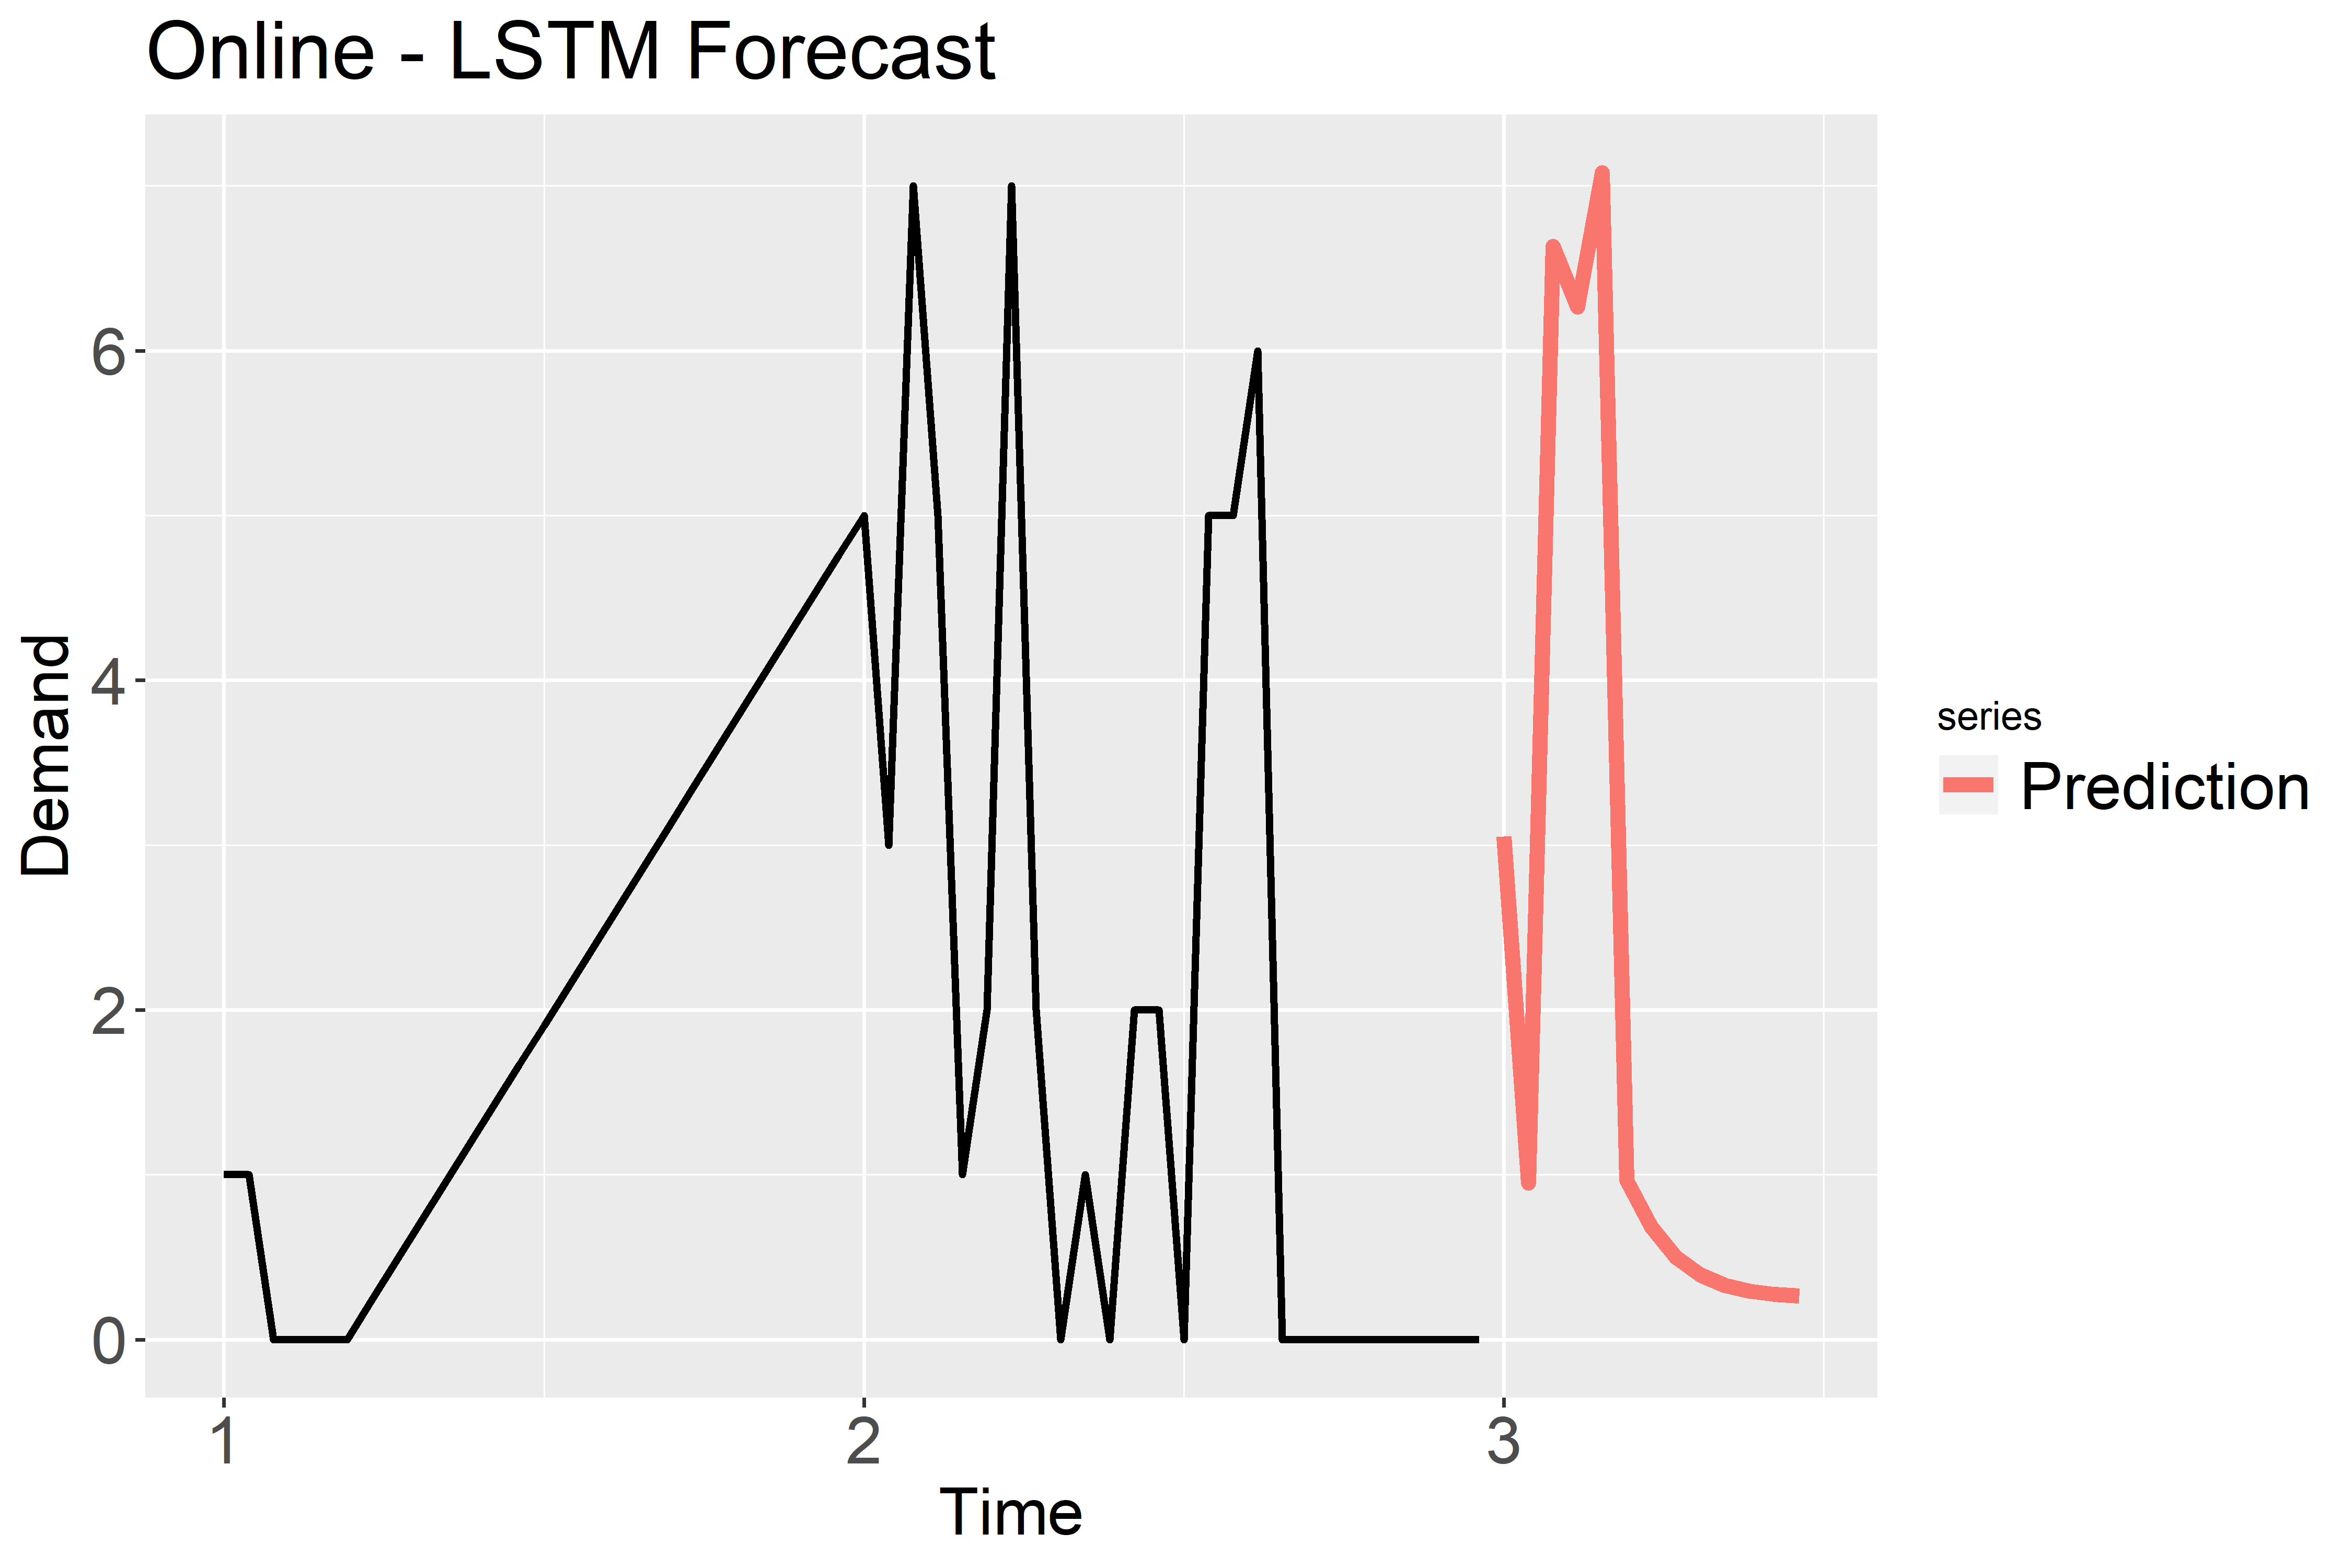 Online - LSTM Forecast
Demand
6
4
2
0
1
2
3
Time
series
Prediction